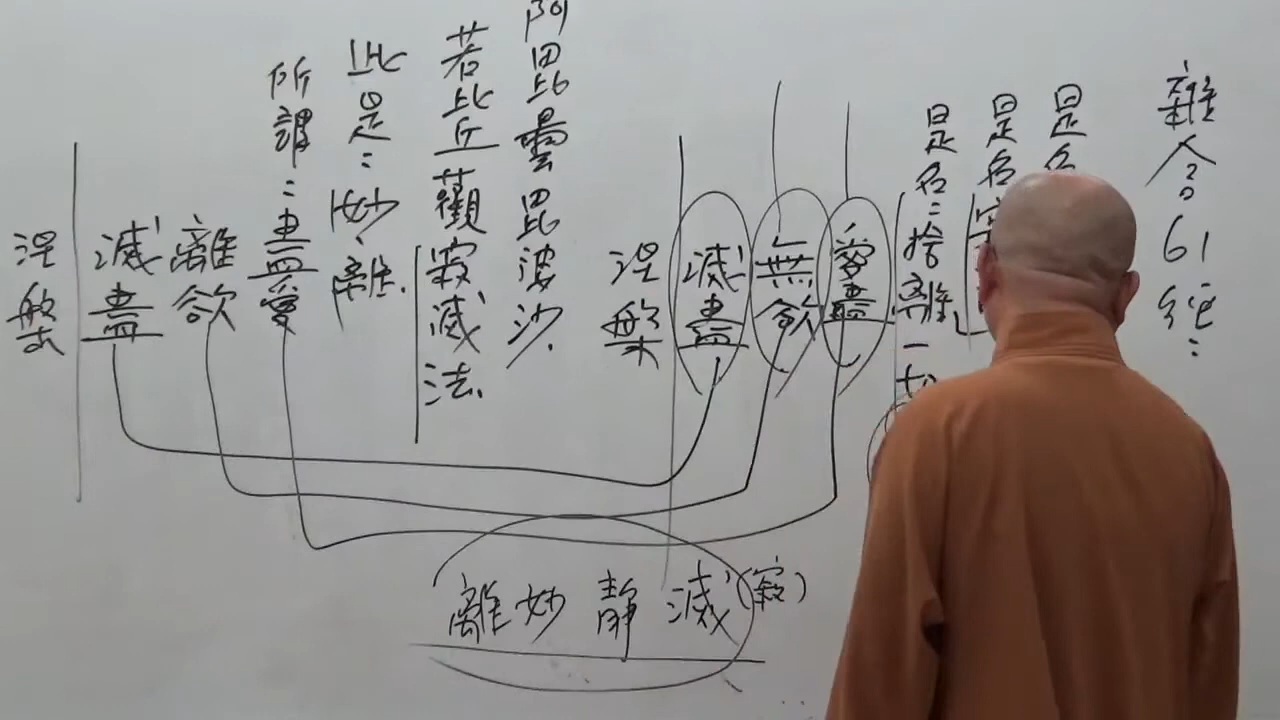 雜含61經:
是名
是名
是名:捨離一切
愛盡
無欲
滅盡
涅槃
阿毘曇毘婆沙
若比丘觀寂滅法
此是:妙離
所謂:盡愛
離欲
滅盡
涅槃
離妙靜滅(寂)